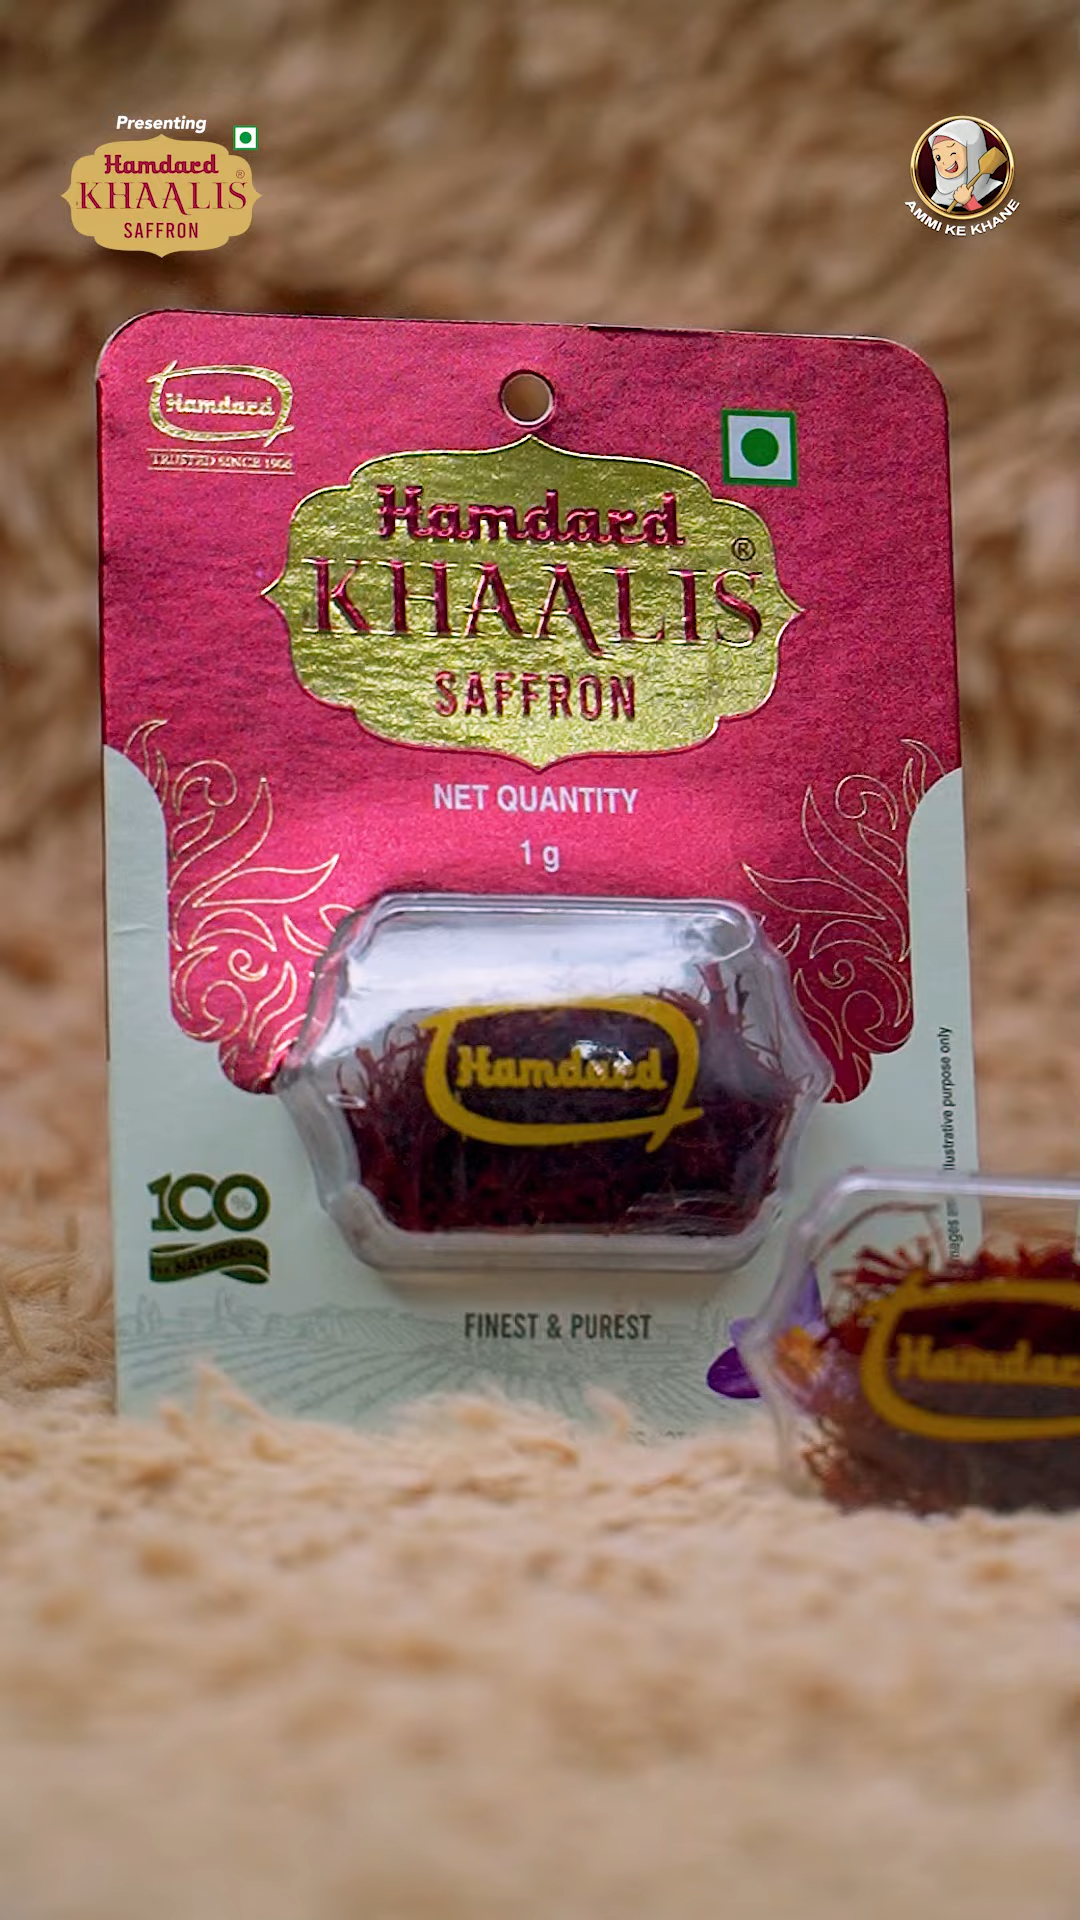 Presenting
Hamdard
KHAALIS®
SAFFRON
AMMI KE KHANE
Hamdard
TRUSTED SINCE 1906
Hamdard
KHAALIS®
SAFFRON
NET QUANTITY
1 g
Hamdard
100%
NATURAL
FINEST & PUREST
llustrative purpose only
Hamdar